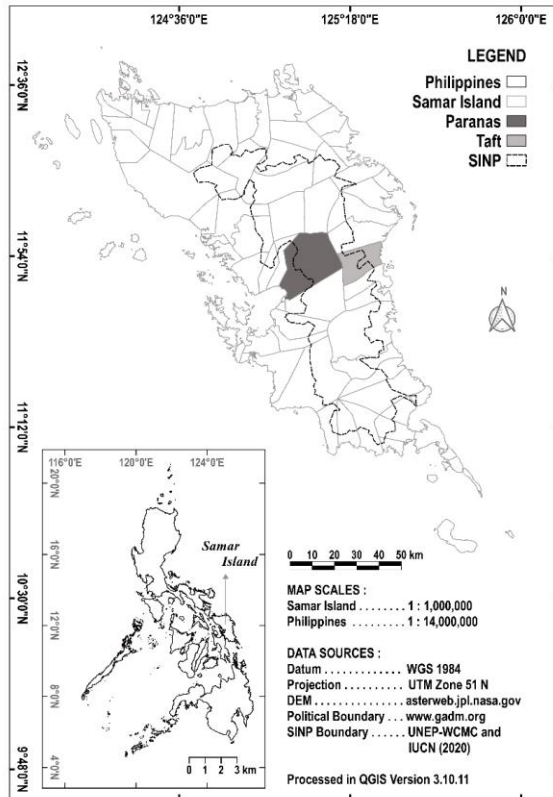 124°36'0"E
125°18'0"E
126°0'0"E
12°36'0"N
11°54'0"N
11°12'0"N
10°30'0"N
9°48'0"N
LEGEND
Philippines
Samar Island
Paranas
Taft
SINP
N
116°0'E
120°0'E
124°0'E
20°0'N
16°0'N
12°0'N
8°0'N
4°0'N
Samar
Island
0 1 2 3 km
0 10 20 30 40 50 km
MAP SCALES :
Samar Island . . . . . . . . 1 : 1,000,000
Philippines . . . . . . . . 1 : 14,000,000
DATA SOURCES :
Datum . . . . . . . . . . . . WGS 1984
Projection . . . . . . . . . . UTM Zone 51 N
DEM . . . . . . . . . . . . . asterweb.jpl.nasa.gov
Political Boundary . . . www.gadm.org
SINP Boundary . . . . . . UNEP-WCMC and
IUCN (2020)
Processed in QGIS Version 3.10.11